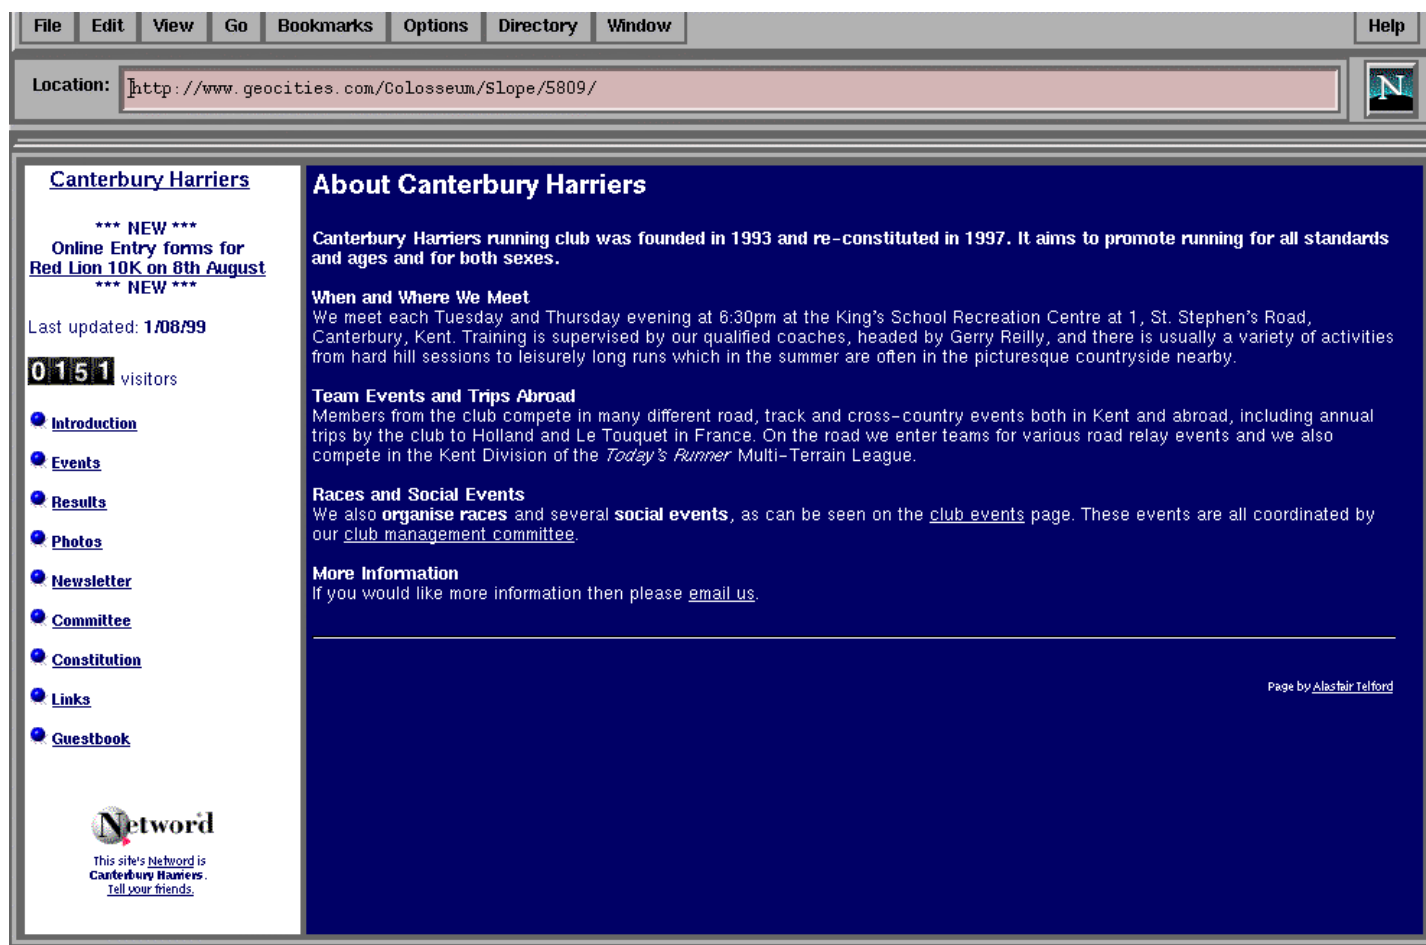 File Edit View Go Bookmarks Options Directory Window Help
Location: http://www.geocities.com/Colosseum/Slope/5809/
N
Canterbury Harriers
*** NEW ***
Online Entry forms for
Red Lion 10K on 8th August
*** NEW ***
Last updated: 1/08/99
0151 visitors
Introduction
Events
Results
Photos
Newsletter
Committee
Constitution
Links
Guestbook
Netword
This site's Netword is
Canterbury Harriers.
Tell your friends.
About Canterbury Harriers
Canterbury Harriers running club was founded in 1993 and re-constituted in 1997. It aims to promote running for all standards
and ages and for both sexes.
When and Where We Meet
We meet each Tuesday and Thursday evening at 6:30pm at the King's School Recreation Centre at 1, St. Stephen's Road,
Canterbury, Kent. Training is supervised by our qualified coaches, headed by Gerry Reilly, and there is usually a variety of activities
from hard hill sessions to leisurely long runs which in the summer are often in the picturesque countryside nearby.
Team Events and Trips Abroad
Members from the club compete in many different road, track and cross-country events both in Kent and abroad, including annual
trips by the club to Holland and Le Touquet in France. On the road we enter teams for various road relay events and we also
compete in the Kent Division of the Today's Runner Multi-Terrain League.
Races and Social Events
We also organise races and several social events, as can be seen on the club events page. These events are all coordinated by
our club management committee.
More Information
If you would like more information then please email us.
Page by Alastair Telford